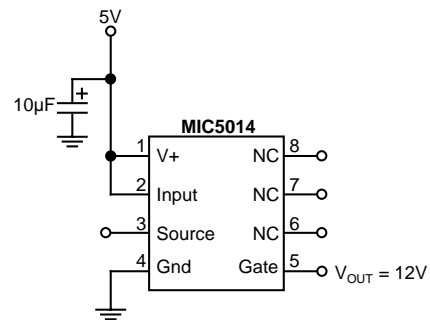 5V
+
10µF
MIC5014
1 V+ NC 8
2 Input NC 7
3 Source NC 6
4 Gnd Gate 5 VOUT = 12V